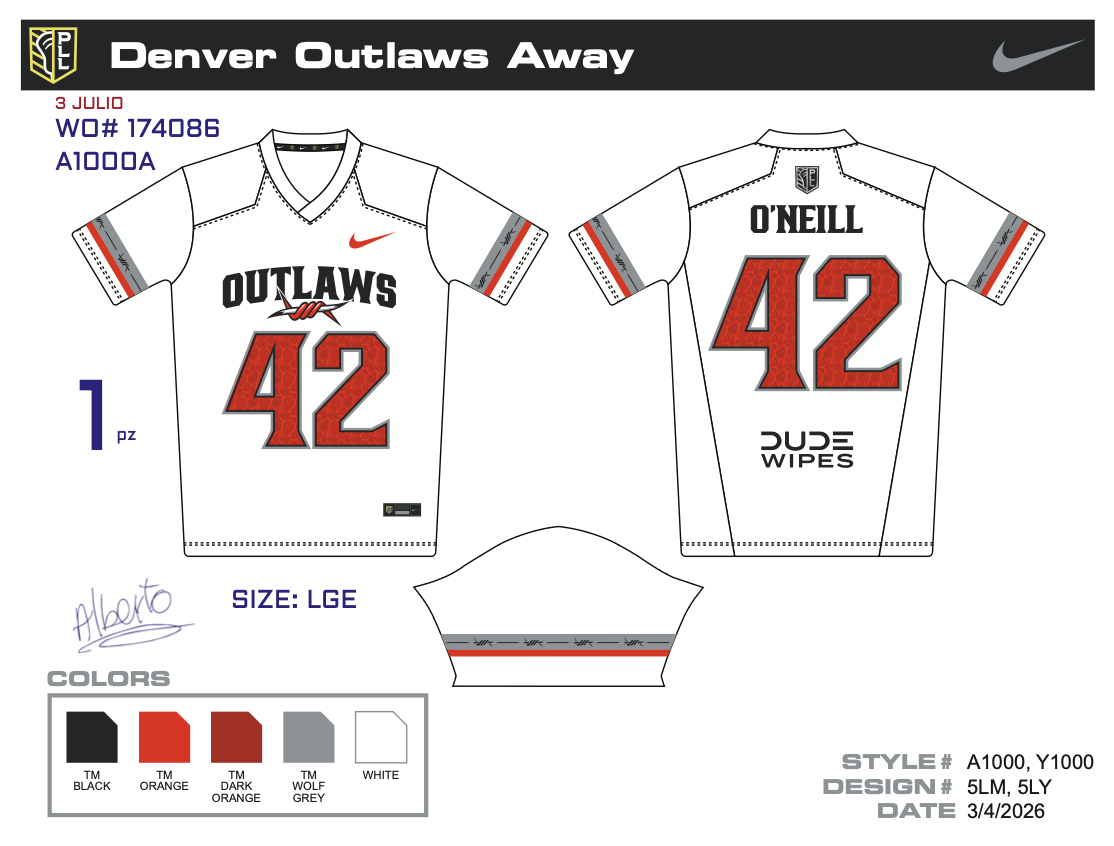 PLL
Denver Outlaws Away
3 JULIO
WO# 174086
A1000A
OUTLAWS
42
PLL
O'NEILL
42
DUDE
WIPES
1 pz
Alberto
SIZE: LGE
COLORS
TM
BLACK
TM
ORANGE
TM
DARK
ORANGE
TM
WOLF
GREY
WHITE
STYLE# A1000, Y1000
DESIGN# 5LM, 5LY
DATE 3/4/2026